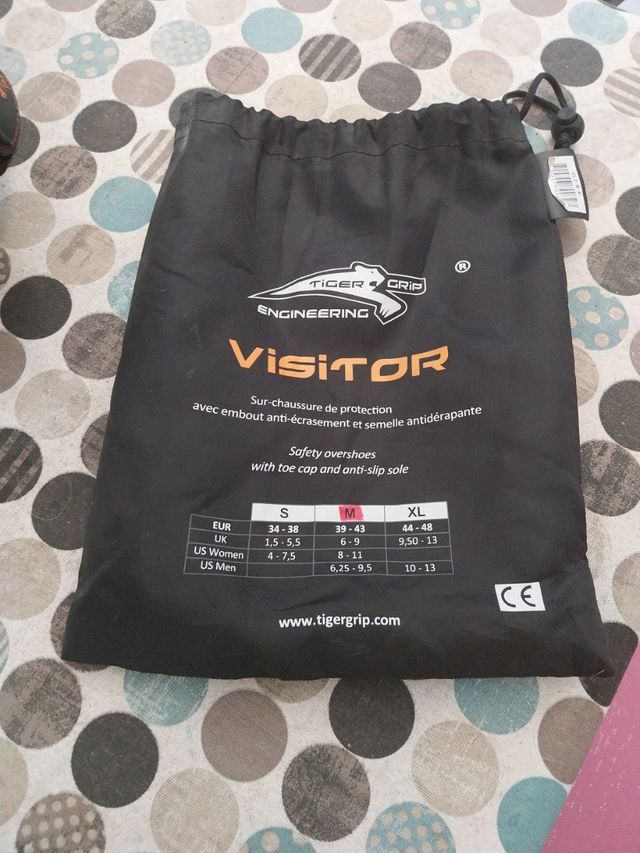 TiGER GRiP
®
ENGINEERING
ViSiTOR
Sur-chaussure de protection
avec embout anti-écrasement et semelle antidérapante
Safety overshoes
with toe cap and anti-slip sole
S M XL
EUR 34 - 38 39 - 43 44 - 48
UK 1,5 - 5,5 6 - 9 9,50 - 13
US Women 4 - 7,5 8 - 11
US Men 6,25 - 9,5 10 - 13
CE
www.tigergrip.com